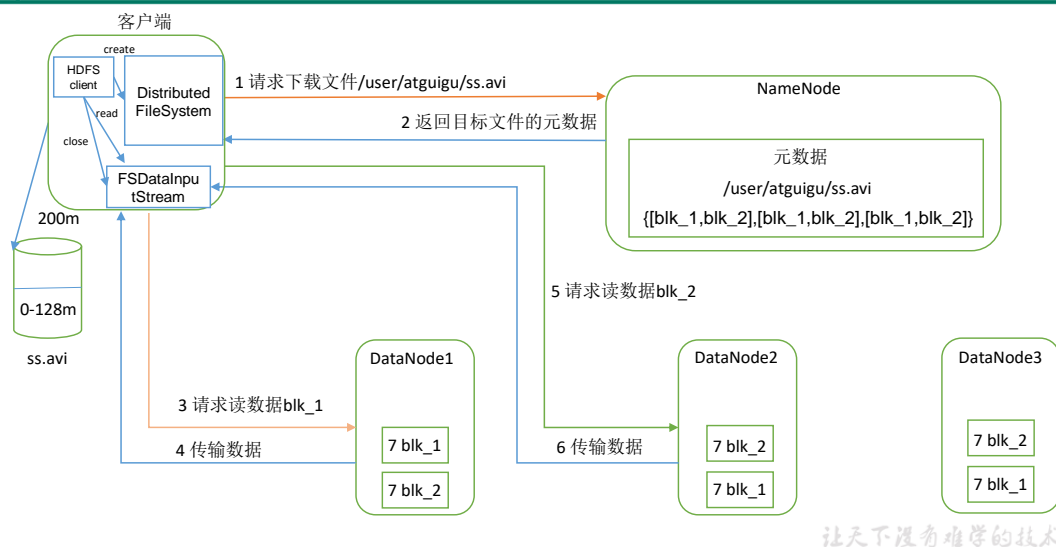 客户端
create
HDFS
client
Distributed
FileSystem
read
close
FSDataInpu
tStream
1 请求下载文件/user/atguigu/ss.avi
2 返回目标文件的元数据
NameNode
元数据
/user/atguigu/ss.avi
{[blk_1,blk_2],[blk_1,blk_2],[blk_1,blk_2]}
200m
0-128m
ss.avi
5 请求读数据blk_2
DataNode1
DataNode2
DataNode3
3 请求读数据blk_1
4 传输数据
6 传输数据
7 blk_1
7 blk_2
7 blk_2
7 blk_1
7 blk_2
7 blk_1
让天下没有难学的技术